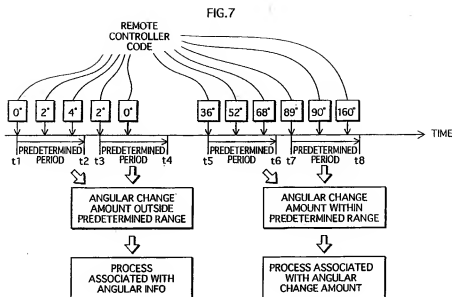 FIG.7
REMOTE
CONTROLLER
CODE
0° 2° 4° 2° 0° 36° 52° 68° 89° 90° 160°
TIME
PREDETERMINED PREDETERMINED PREDETERMINED PREDETERMINED
t1 PERIOD t2 t3 PERIOD t4 t5 PERIOD t6 t7 PERIOD t8
ANGULAR CHANGE
AMOUNT OUTSIDE
PREDETERMINED RANGE
ANGULAR CHANGE
AMOUNT WITHIN
PREDETERMINED RANGE
PROCESS
ASSOCIATED WITH
ANGULAR INFO
PROCESS ASSOCIATED
WITH ANGULAR
CHANGE AMOUNT